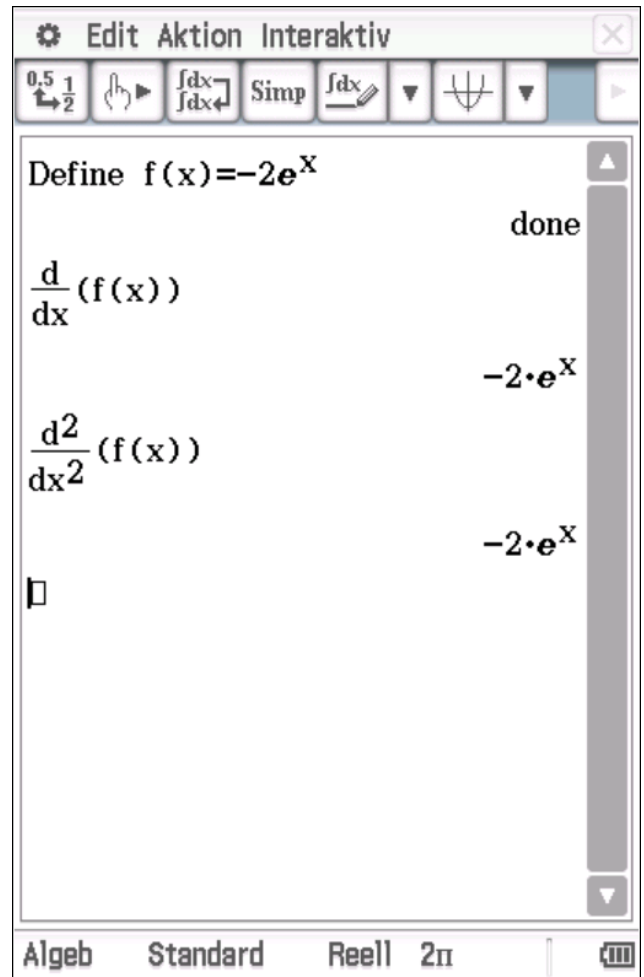 Edit Aktion Interaktiv
0.5 1/2 ∫dx ∫dx Simp ∫dx
Define f(x)=-2𝒆^x
done
d/dx(f(x))
-2·𝒆^x
d²/dx²(f(x))
-2·𝒆^x
Algeb Standard Reell 2π